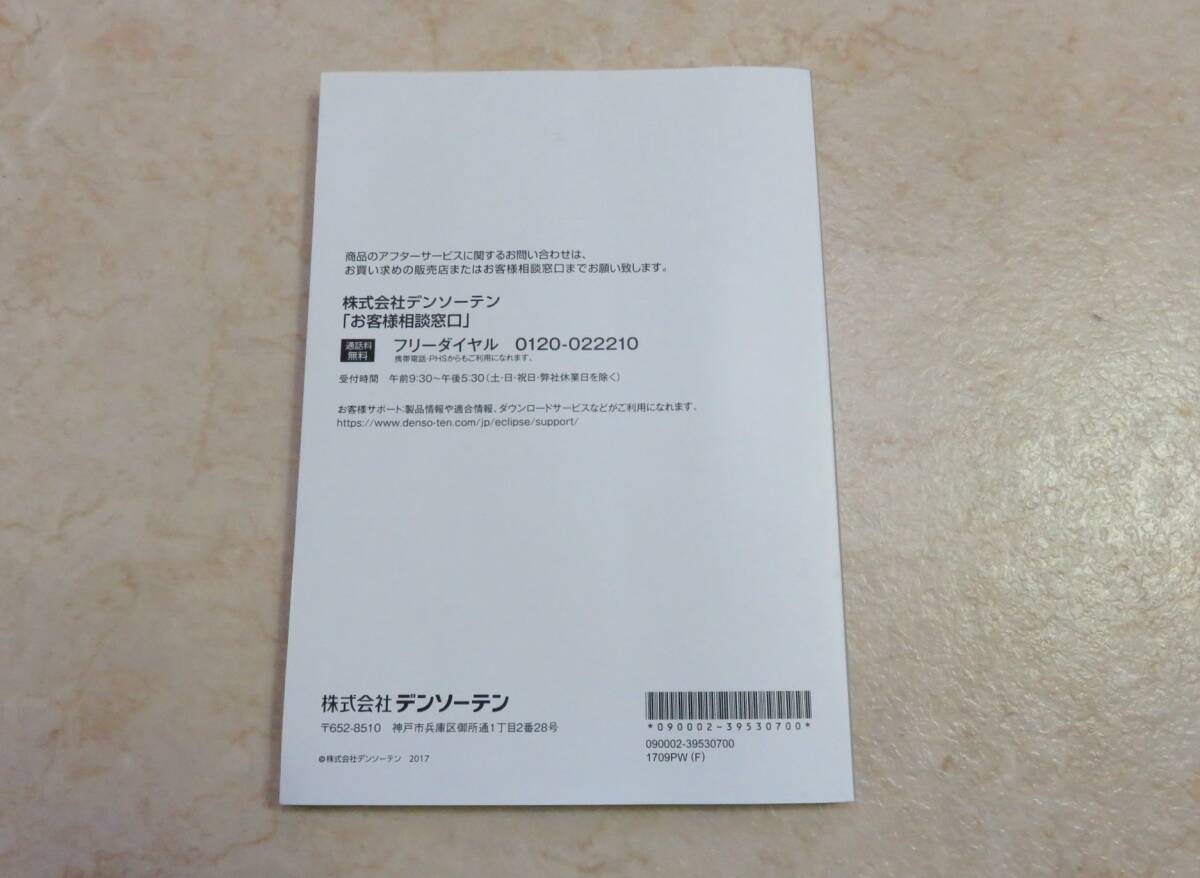 商品のアフターサービスに関するお問い合わせは、
お買い求めの販売店またはお客様相談窓口までお願い致します。
株式会社デンソーテン
「お客様相談窓口」
通話料
無料
フリーダイヤル 0120-022210
携帯電話・PHSからもご利用になれます。
受付時間 午前9:30～午後5:30（土・日・祝日・弊社休業日を除く）
お客様サポート：製品情報や適合情報、ダウンロードサービスなどがご利用になれます。
https://www.denso-ten.com/jp/eclipse/support/
株式会社 デンソーテン
〒652-8510 神戸市兵庫区御所通1丁目2番28号
©株式会社デンソーテン 2017
*090002-39530700*
090002-39530700
1709PW（F）